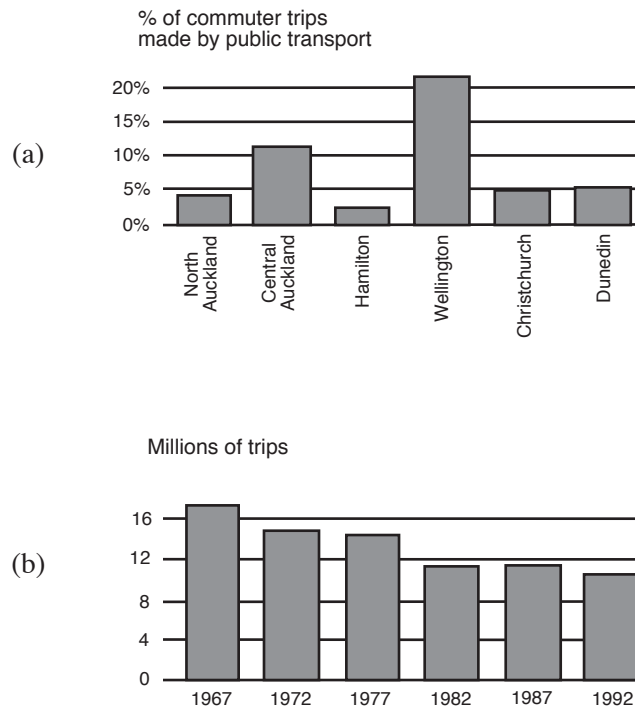 % of commuter trips
made by public transport
(a)
20%
15%
10%
5%
0%
North
Auckland
Central
Auckland
Hamilton
Wellington
Christchurch
Dunedin
Millions of trips
(b)
16
12
8
4
0
1967 1972 1977 1982 1987 1992